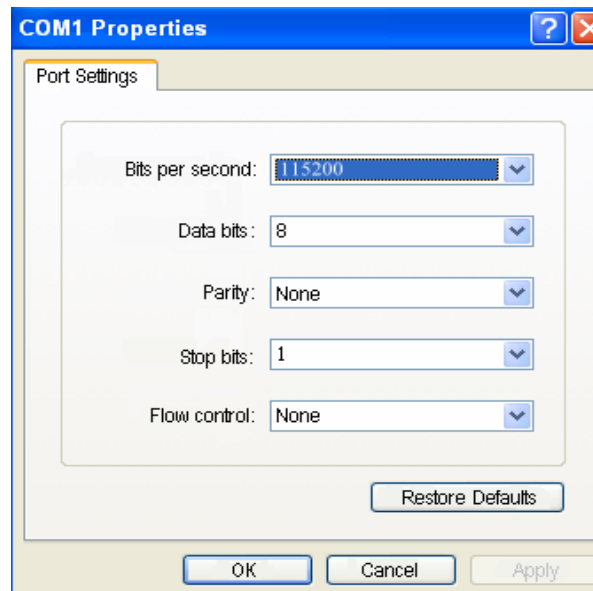 COM1 Properties
Port Settings
Bits per second: 115200
Data bits: 8
Parity: None
Stop bits: 1
Flow control: None
Restore Defaults
OK Cancel Apply